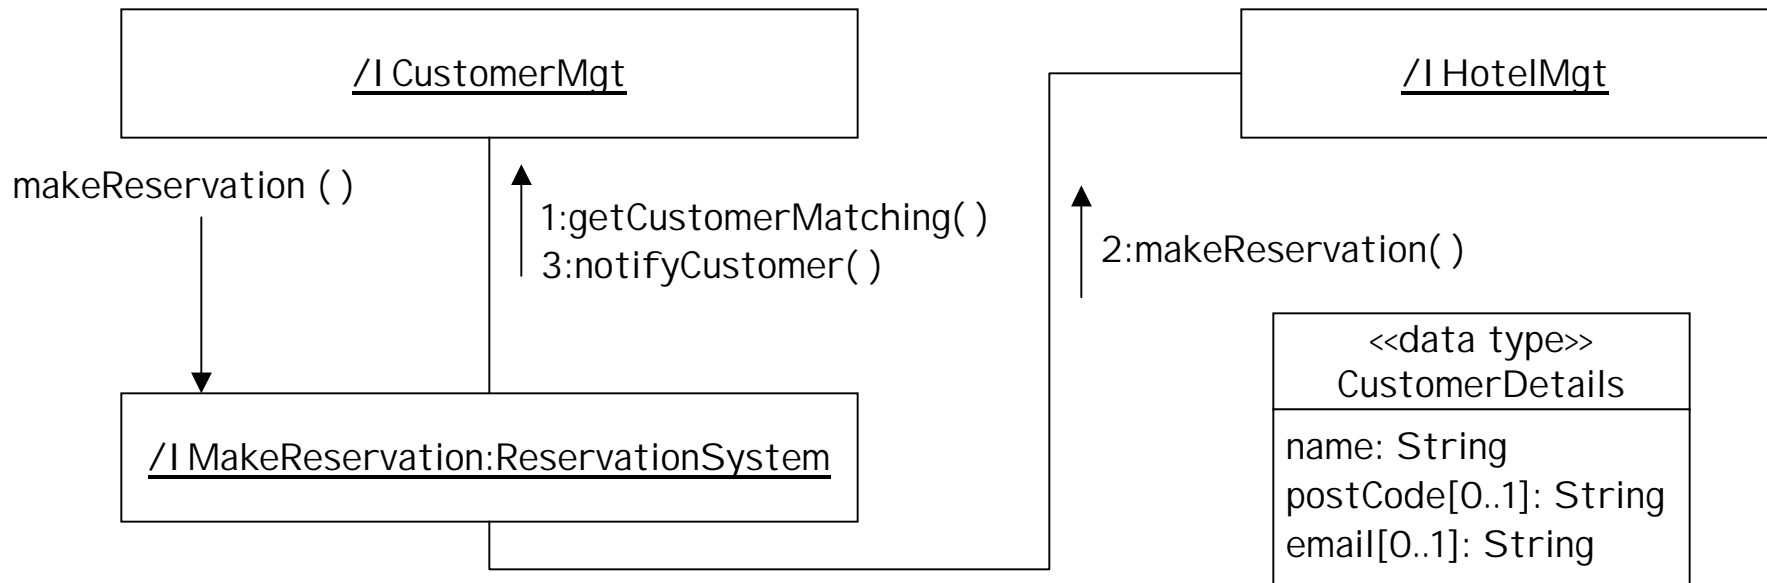 /ICustomerMgt
/IHotelMgt
makeReservation ()
1:getCustomerMatching()
3:notifyCustomer()
2:makeReservation()
<<data type>>
CustomerDetails
/IMakeReservation:ReservationSystem
name: String
postCode[0..1]: String
email[0..1]: String